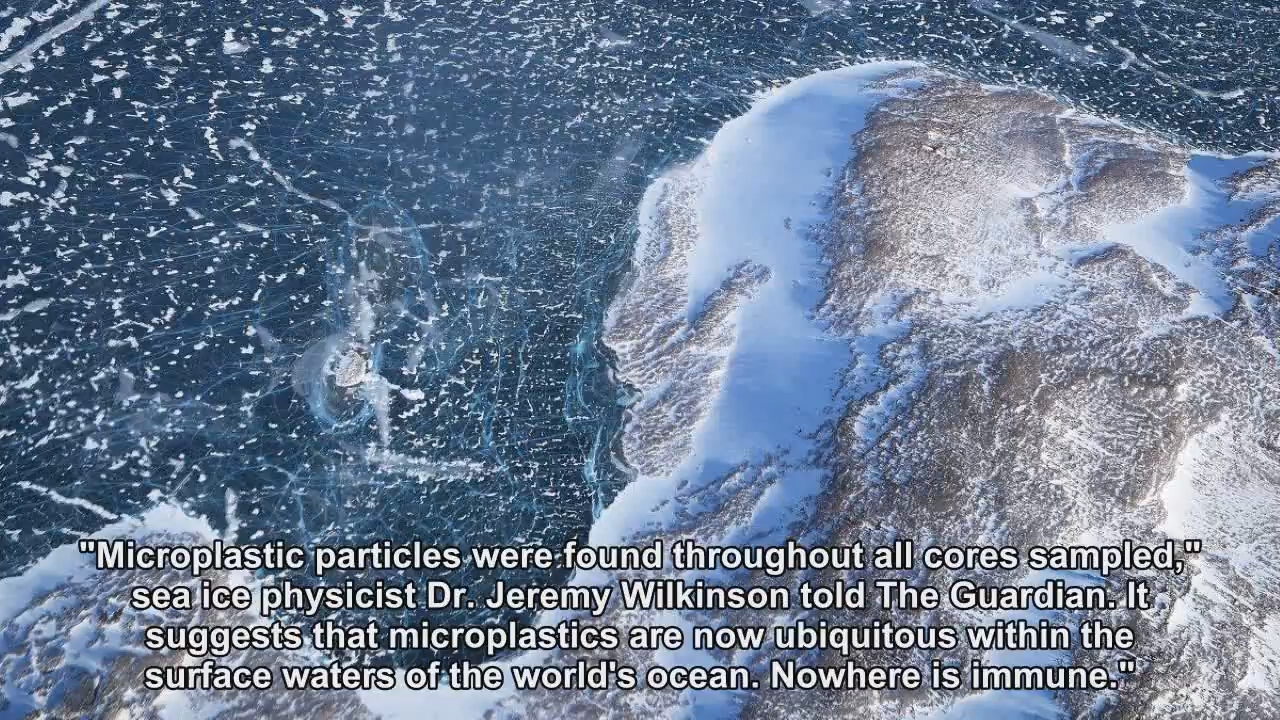 "Microplastic particles were found throughout all cores sampled,"
sea ice physicist Dr. Jeremy Wilkinson told The Guardian. It
suggests that microplastics are now ubiquitous within the
surface waters of the world's ocean. Nowhere is immune."